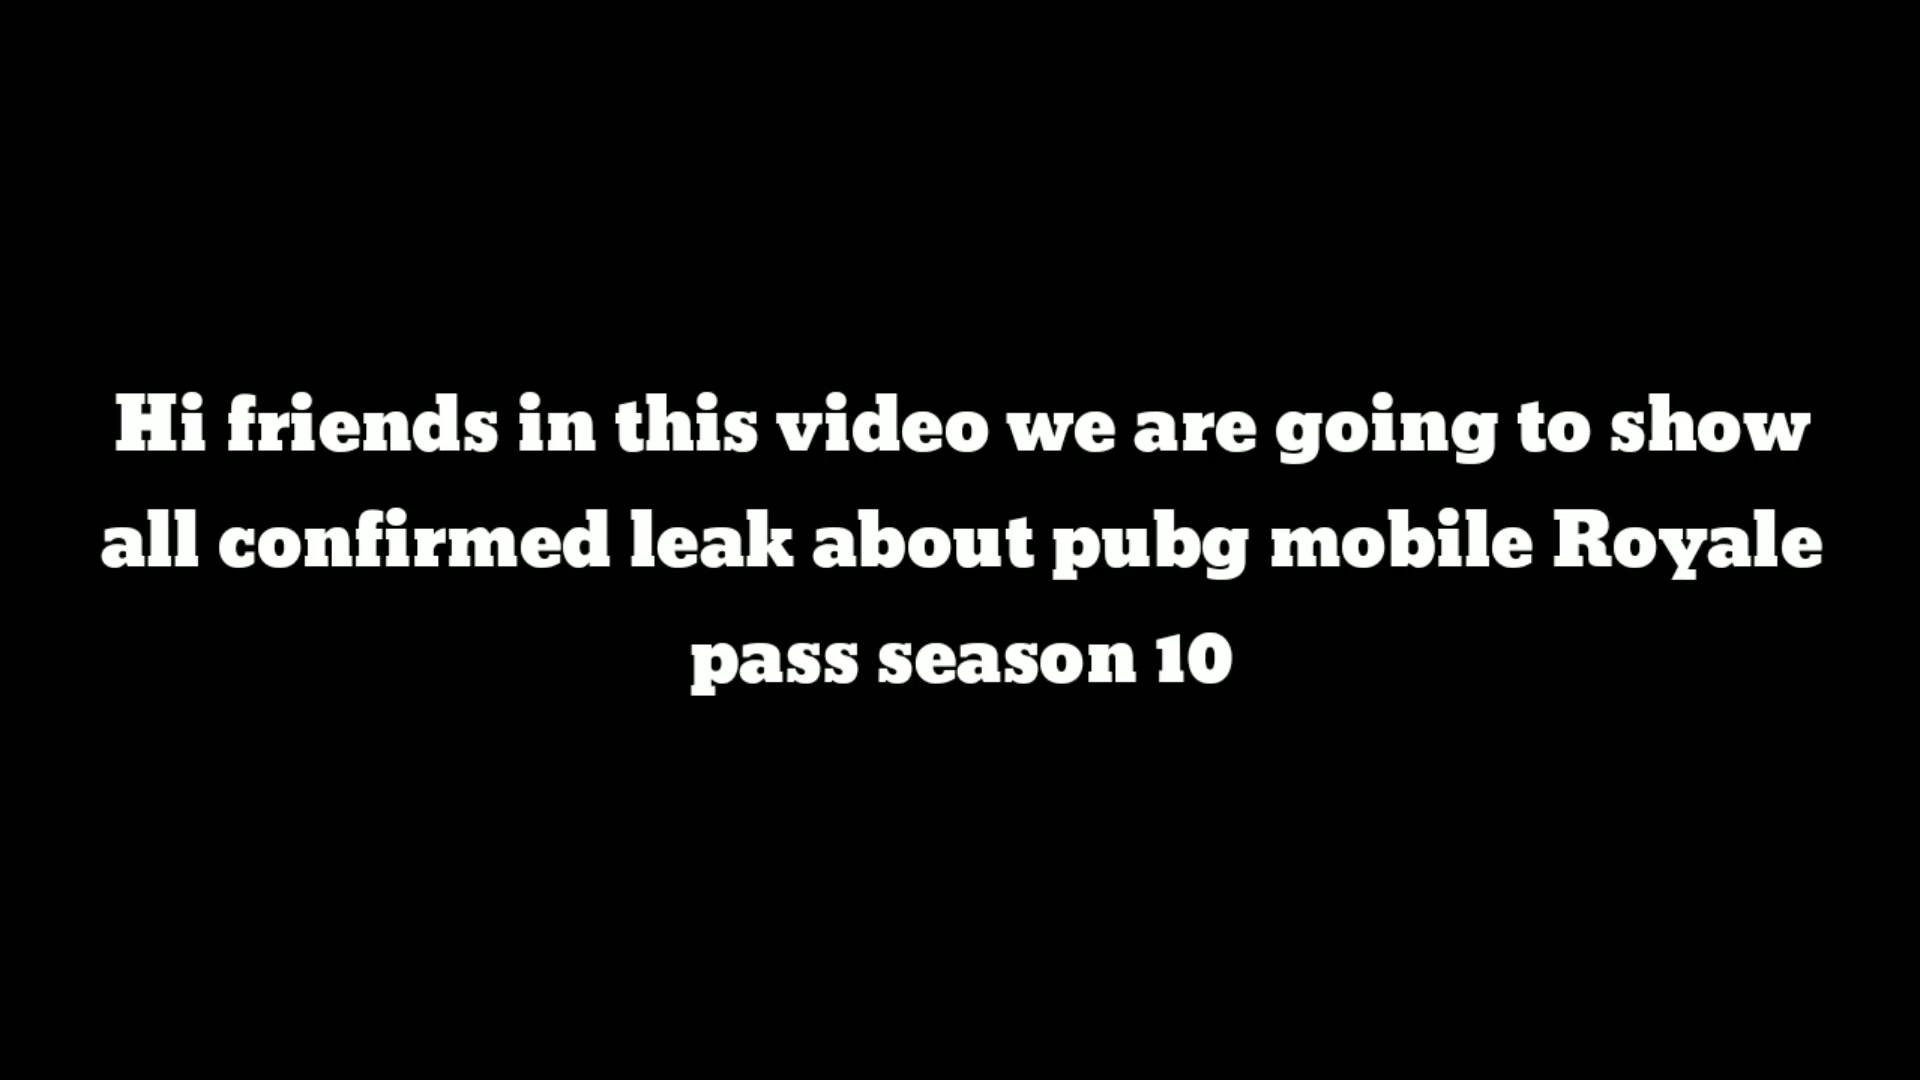 Hi friends in this video we are going to show
all confirmed leak about pubg mobile Royale
pass season 10